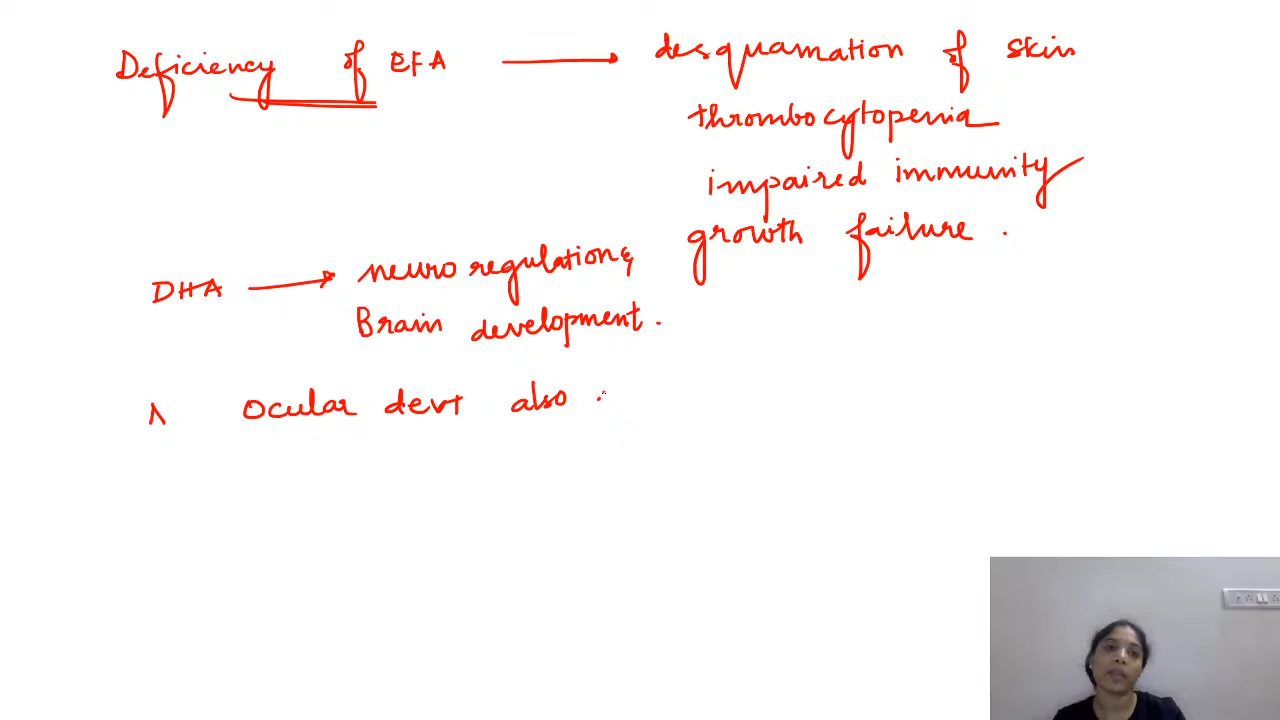 Deficiency of EFA → desquamation of skin
thrombocytopenia
impaired immunity
growth failure.
DHA → neuroregulation &
Brain development.
Ocular devt also.